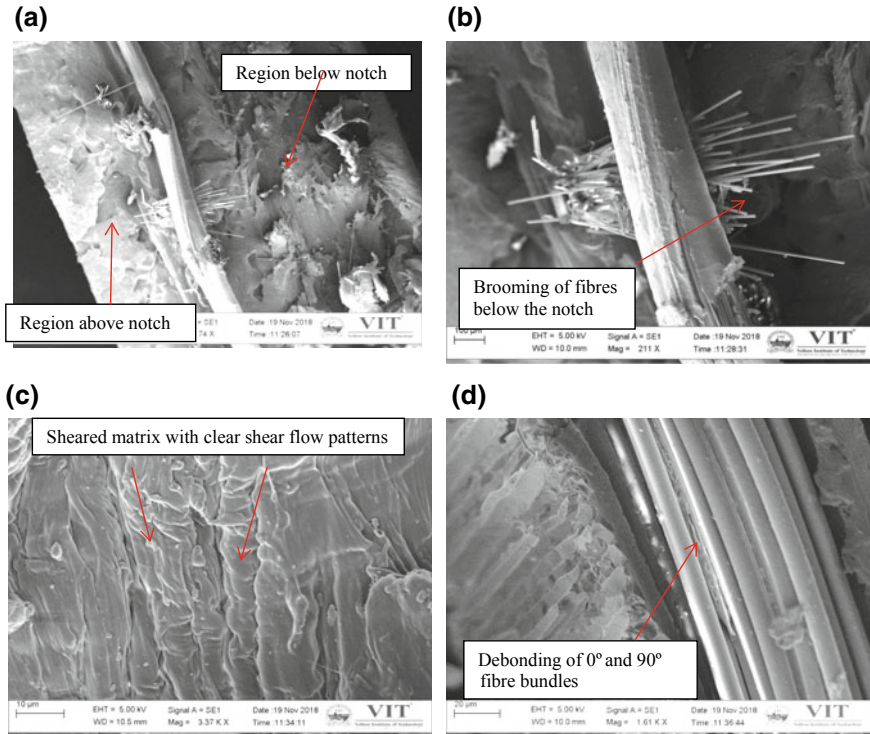 (a)
Region below notch
Region above notch
Signal A = SE1
Date :19 Nov 2018
Time :11:26:07
VIT
(b)
Brooming of fibres
below the notch
100 µm
EHT = 5.00 kV
Signal A = SE1
Date :19 Nov 2018
WD = 10.0 mm
Mag = 211 X
Time :11:28:31
VIT
(c)
Sheared matrix with clear shear flow patterns
10 µm
EHT = 5.00 kV
Signal A = SE1
Date :19 Nov 2018
WD = 10.5 mm
Mag = 3.37 K X
Time :11:34:11
VIT
(d)
Debonding of 0º and 90º
fibre bundles
20 µm
EHT = 5.00 kV
Signal A = SE1
Date :19 Nov 2018
WD = 10.0 mm
Mag = 1.61 K X
Time :11:36:44
VIT